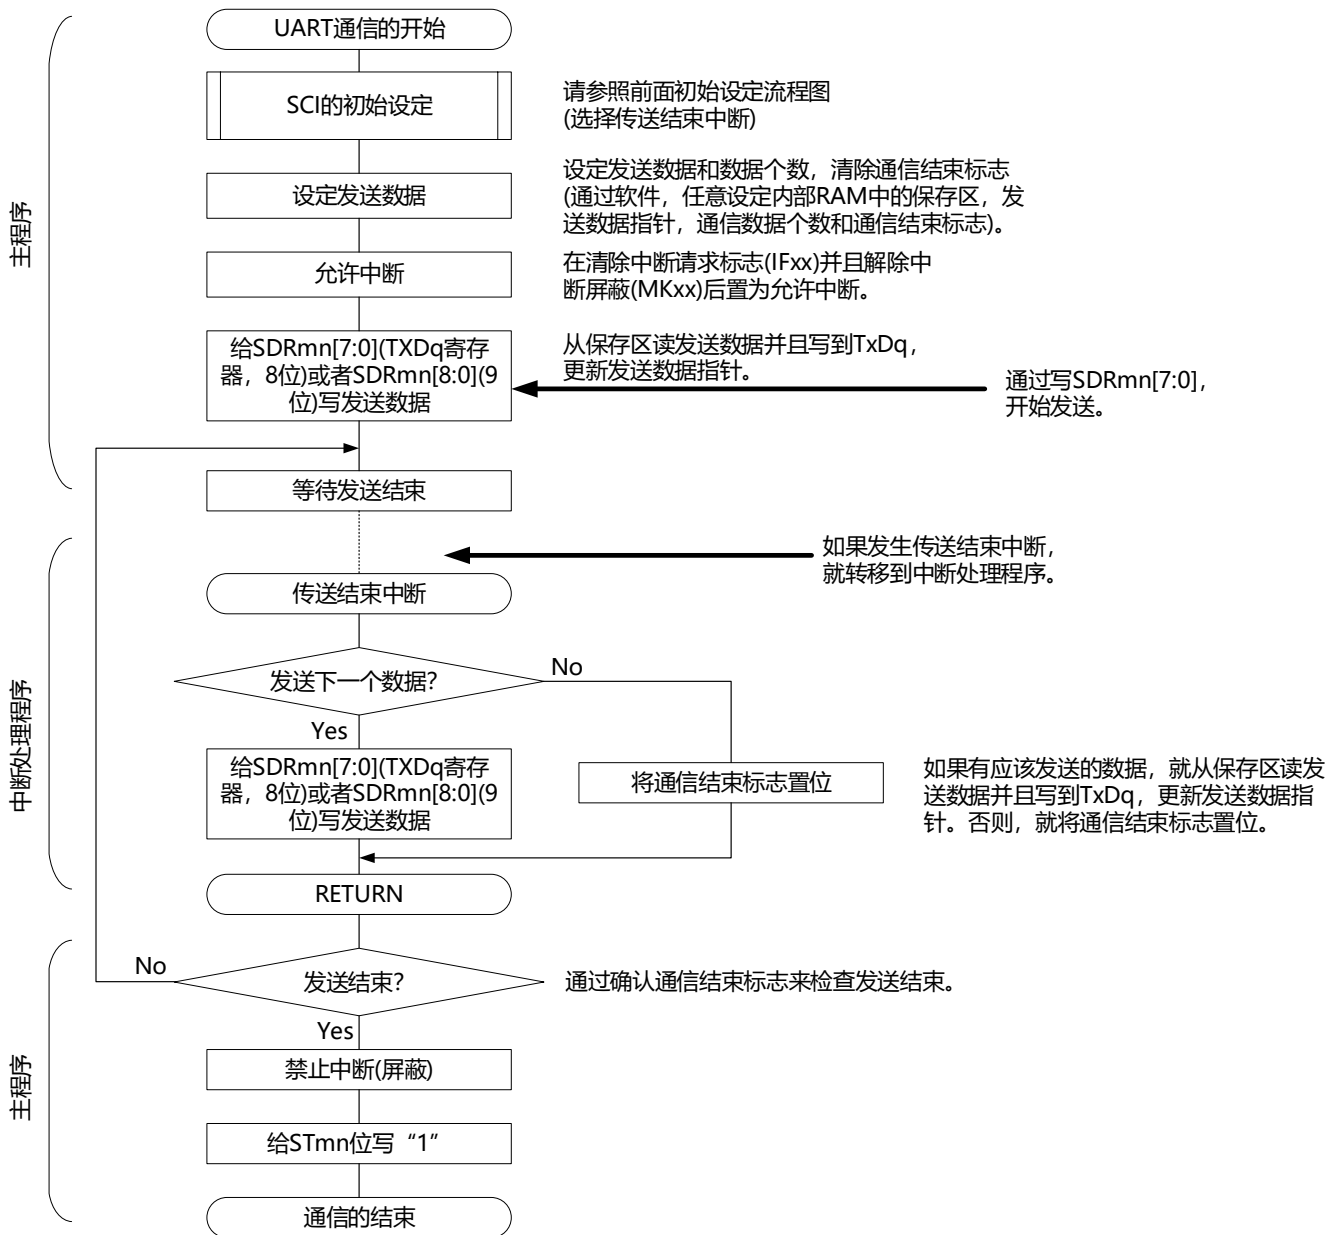 UART通信的开始
SCI的初始设定
请参照前面初始设定流程图
(选择传送结束中断)
设定发送数据
设定发送数据和数据个数，清除通信结束标志
(通过软件，任意设定内部RAM中的保存区，发
送数据指针，通信数据个数和通信结束标志)。
主程序
允许中断
在清除中断请求标志(IFxx)并且解除中
断屏蔽(MKxx)后置为允许中断。
给SDRmn[7:0](TXDq寄存
器，8位)或者SDRmn[8:0](9
位)写发送数据
从保存区读发送数据并且写到TxDq，
更新发送数据指针。
通过写SDRmn[7:0]，
开始发送。
等待发送结束
如果发生传送结束中断，
就转移到中断处理程序。
传送结束中断
发送下一个数据?
No
Yes
中断处理程序
给SDRmn[7:0](TXDq寄存
器，8位)或者SDRmn[8:0](9
位)写发送数据
将通信结束标志置位
如果有应该发送的数据，就从保存区读发
送数据并且写到TxDq，更新发送数据指
针。否则，就将通信结束标志置位。
RETURN
No
发送结束?
通过确认通信结束标志来检查发送结束。
Yes
主程序
禁止中断(屏蔽)
给STmn位写“1”
通信的结束